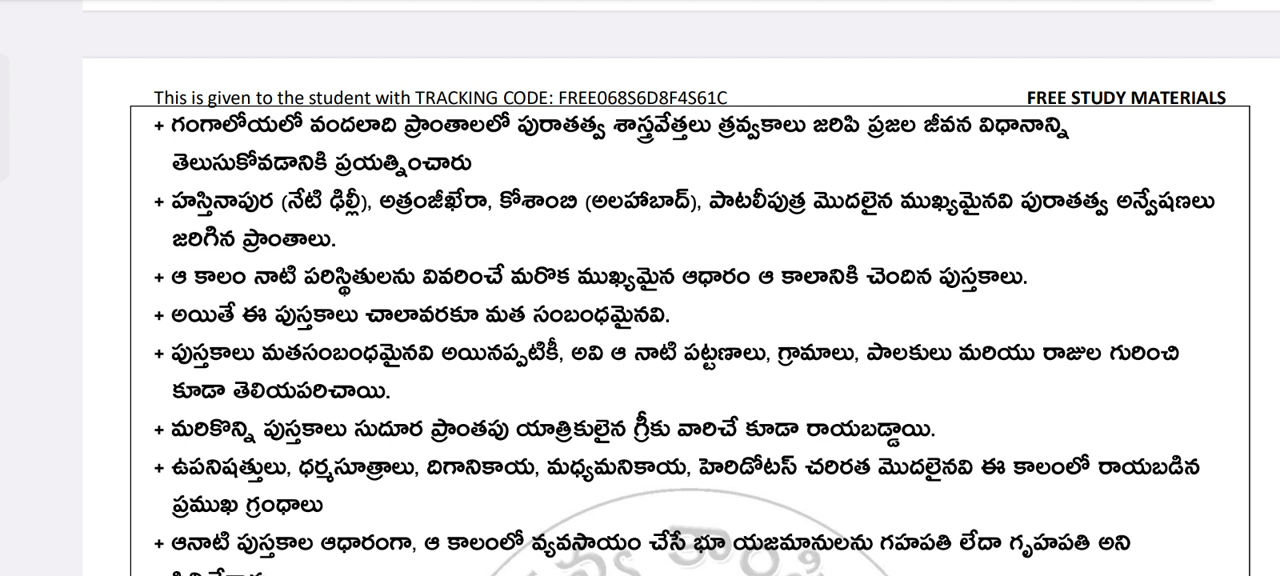 This is given to the student with TRACKING CODE: FREE068S6D8F4S61C FREE STUDY MATERIALS
+ గంగాలోయలో వందలాది ప్రాంతాలలో పురాతత్వ శాస్త్రవేత్తలు త్రవ్వకాలు జరిపి ప్రజల జీవన విధానాన్ని
తెలుసుకోవడానికి ప్రయత్నించారు
+ హస్తినాపుర (నేటి ఢిల్లీ), అత్రంజీఖేరా, కోశాంబి (అలహాబాద్), పాటలీపుత్ర మొదలైన ముఖ్యమైనవి పురాతత్వ అన్వేషణలు
జరిగిన ప్రాంతాలు.
+ ఆ కాలం నాటి పరిస్థితులను వివరించే మరొక ముఖ్యమైన ఆధారం ఆ కాలానికి చెందిన పుస్తకాలు.
+ అయితే ఈ పుస్తకాలు చాలావరకూ మత సంబంధమైనవి.
+ పుస్తకాలు మతసంబంధమైనవి అయినప్పటికీ, అవి ఆ నాటి పట్టణాలు, గ్రామాలు, పాలకులు మరియు రాజుల గురించి
కూడా తెలియపరిచాయి.
+ మరికొన్ని పుస్తకాలు సుదూర ప్రాంతపు యాత్రికులైన గ్రీకు వారిచే కూడా రాయబడ్డాయి.
+ ఉపనిషత్తులు, ధర్మసూత్రాలు, దిగానికాయ, మధ్యమనికాయ, హెరిడోటస్ చరిరత మొదలైనవి ఈ కాలంలో రాయబడిన
ప్రముఖ గ్రంధాలు
+ ఆనాటి పుస్తకాల ఆధారంగా, ఆ కాలంలో వ్యవసాయం చేసే భూ యజమానులను గహపతి లేదా గృహపతి అని